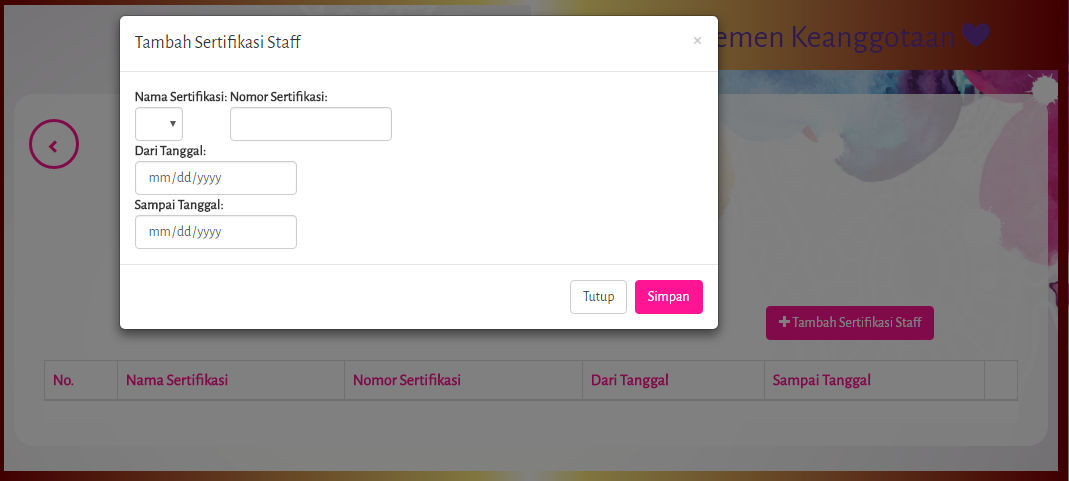 Tambah Sertifikasi Staff ×
emen Keanggotaan
Nama Sertifikasi: Nomor Sertifikasi:
Dari Tanggal:
mm/dd/yyyy
Sampai Tanggal:
mm/dd/yyyy
Tutup Simpan
Tambah Sertifikasi Staff
No. Nama Sertifikasi Nomor Sertifikasi Dari Tanggal Sampai Tanggal